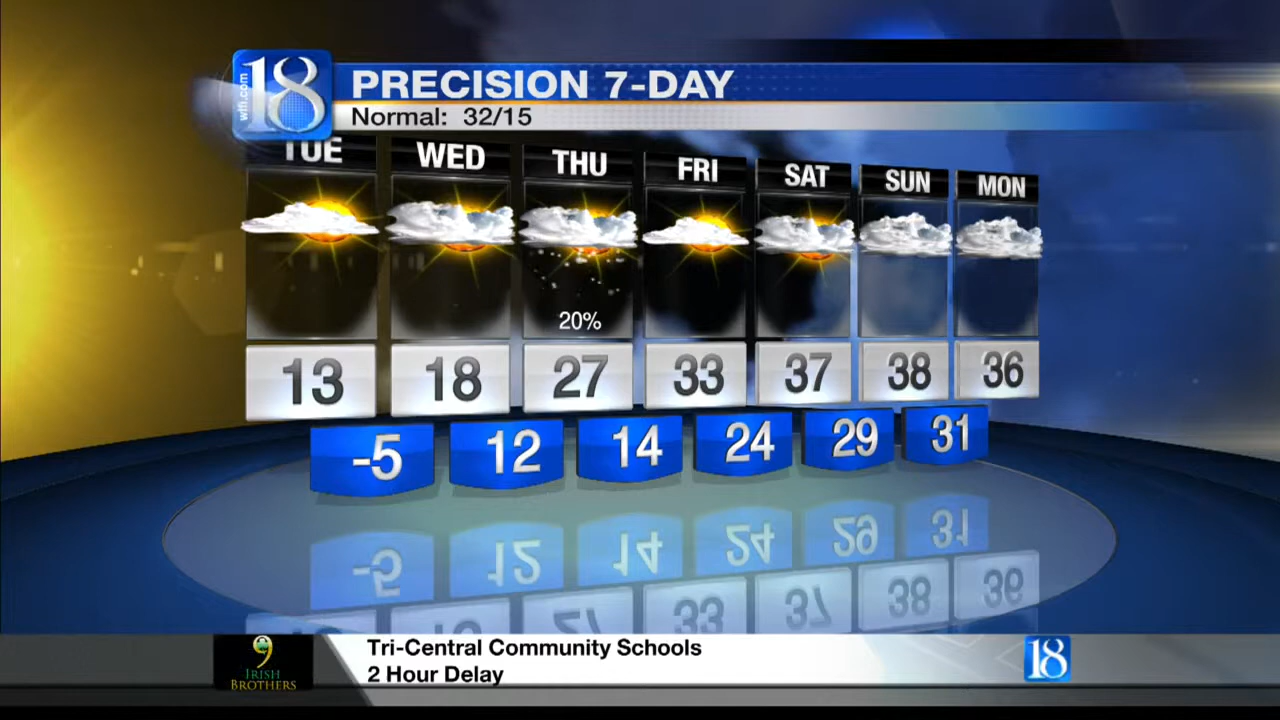 wlfi.com
18
PRECISION 7-DAY
Normal: 32/15
TUE WED THU FRI SAT SUN MON
20%
13 18 27 33 37 38 36
-5 12 14 24 29 31
9
IRISH
BROTHERS
Tri-Central Community Schools
2 Hour Delay
18